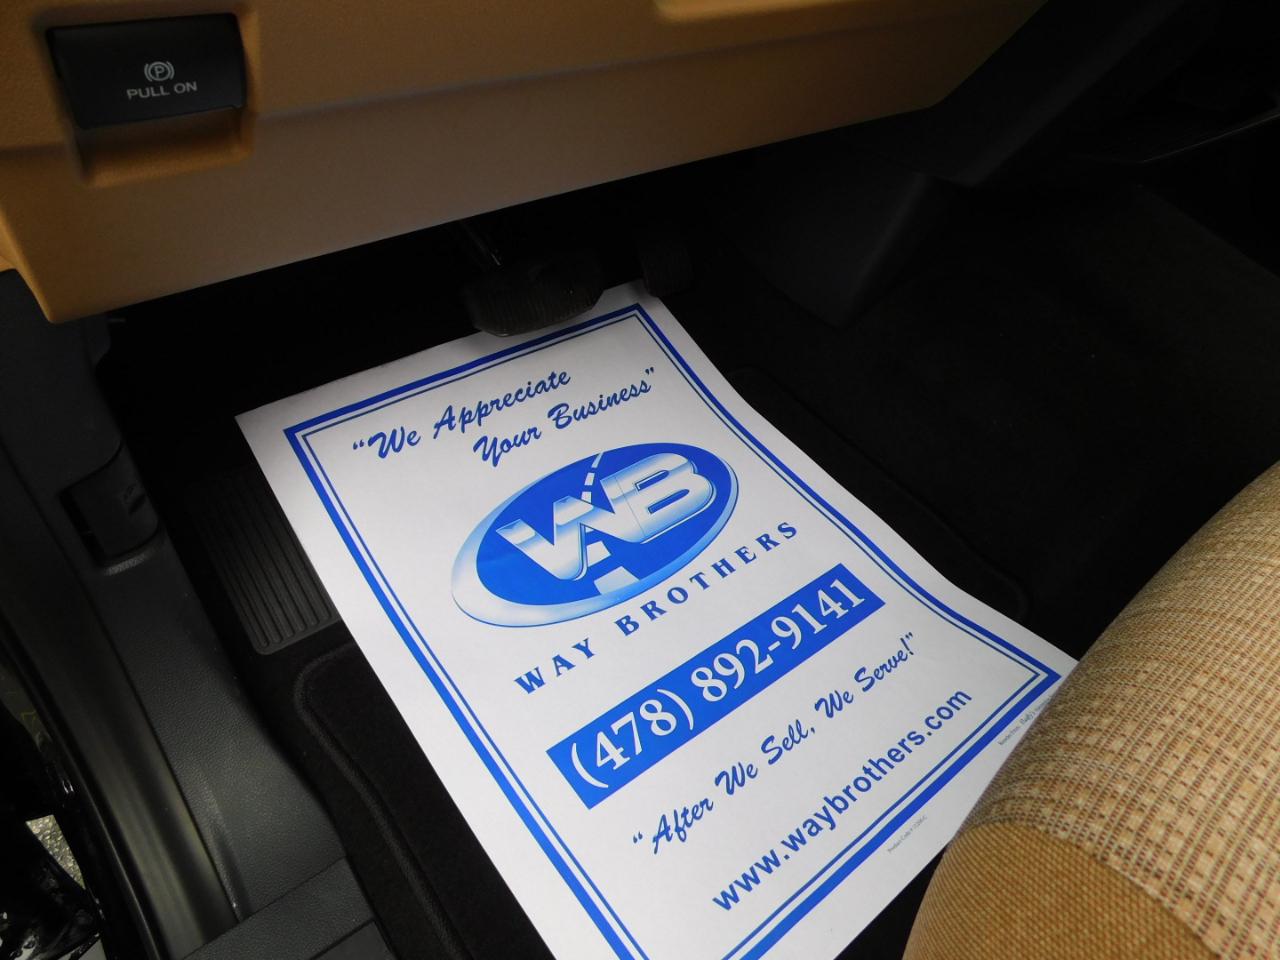 PULL ON
"We Appreciate
Your Business"
WB
WAY BROTHERS
(478) 892-9141
"After We Sell, We Serve!"
www.waybrothers.com